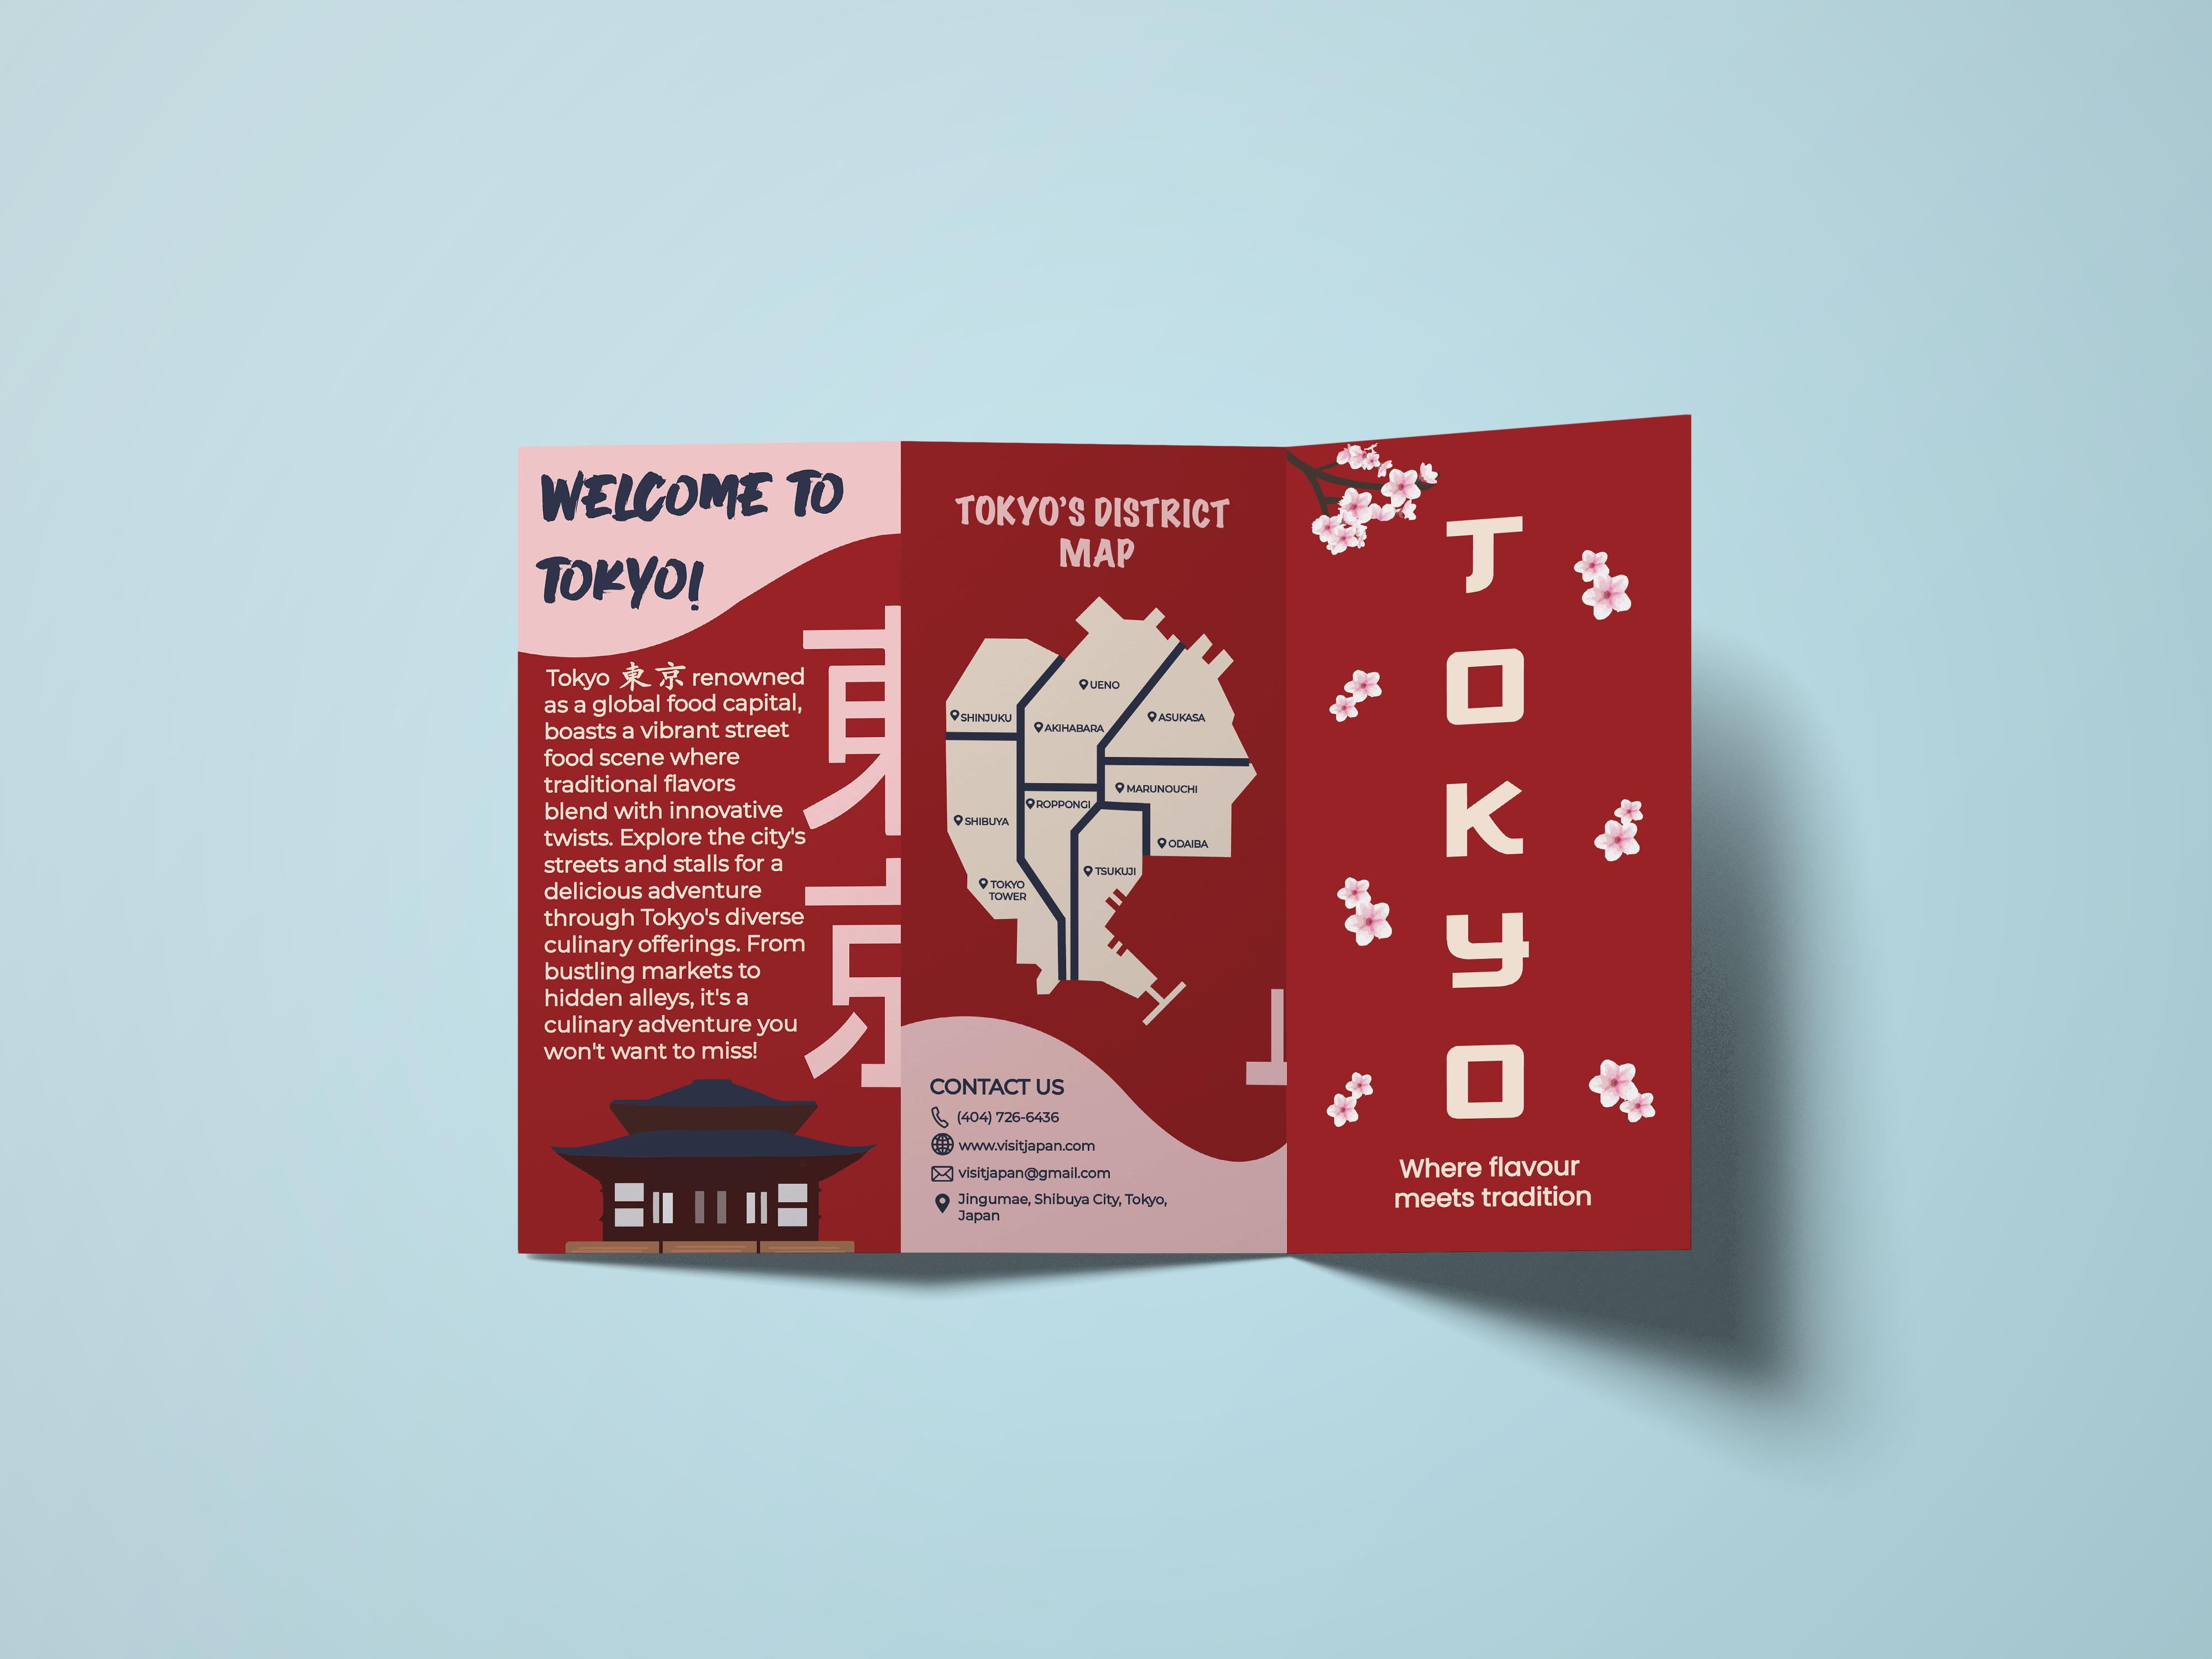 WELCOME TO
TOKYO!
Tokyo 東京 renowned
as a global food capital,
boasts a vibrant street
food scene where
traditional flavors
blend with innovative
twists. Explore the city's
streets and stalls for a
delicious adventure
through Tokyo's diverse
culinary offerings. From
bustling markets to
hidden alleys, it's a
culinary adventure you
won't want to miss!
東
京
TOKYO'S DISTRICT
MAP
UENO
SHINJUKU
AKIHABARA
ASUKASA
MARUNOUCHI
ROPPONGI
SHIBUYA
ODAIBA
TSUKUJI
TOKYO
TOWER
CONTACT US
(404) 726-6436
www.visitjapan.com
visitjapan@gmail.com
Jingumae, Shibuya City, Tokyo,
Japan
T
O
K
Y
O
Where flavour
meets tradition